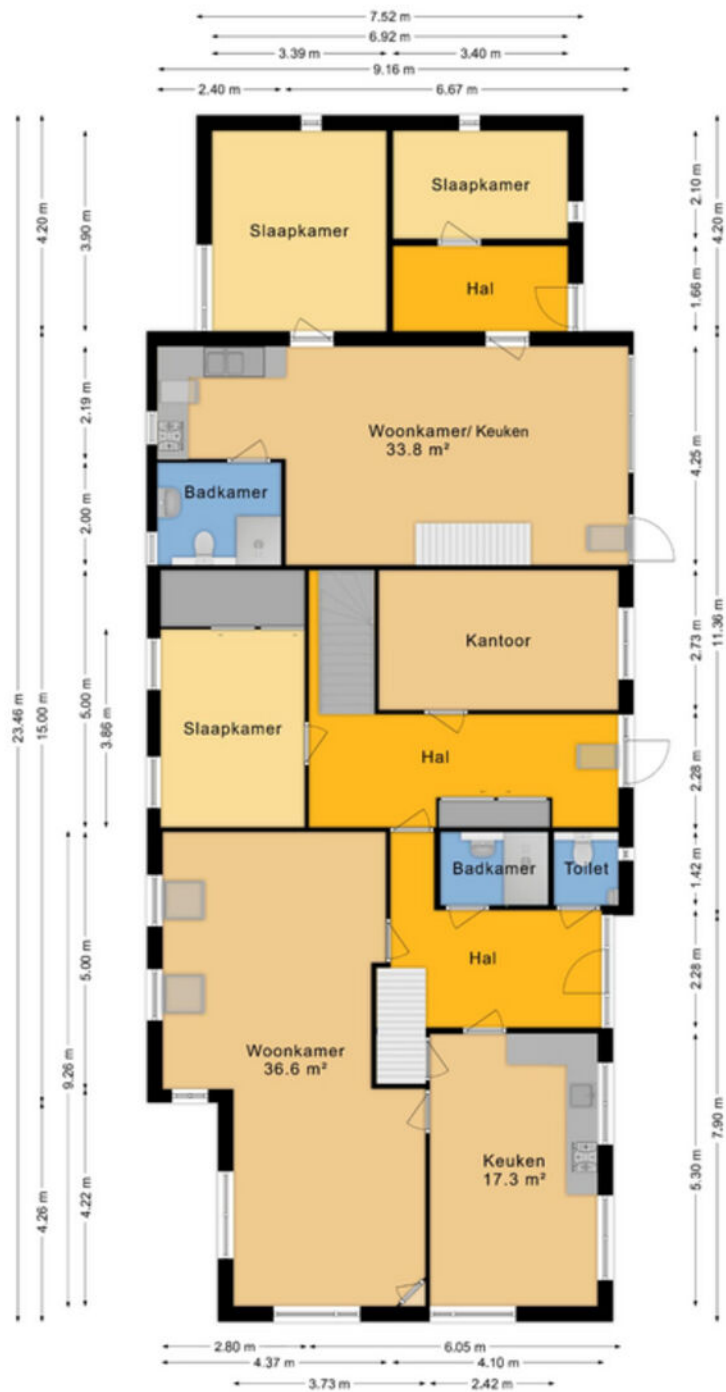 7.52 m
6.92 m
3.39 m 3.40 m
9.16 m
2.40 m 6.67 m
23.46 m
15.00 m
4.20 m
4.26 m
3.90 m
2.19 m
2.00 m
5.00 m
3.86 m
5.00 m
9.26 m
4.22 m
Slaapkamer
Slaapkamer
Hal
Woonkamer/ Keuken
33.8 m²
Badkamer
Kantoor
Slaapkamer
Hal
Badkamer
Toilet
Hal
Woonkamer
36.6 m²
Keuken
17.3 m²
2.10 m
1.66 m
4.20 m
4.25 m
2.73 m
11.36 m
2.28 m
1.42 m
2.28 m
5.30 m
7.90 m
2.80 m 6.05 m
4.37 m 4.10 m
3.73 m 2.42 m